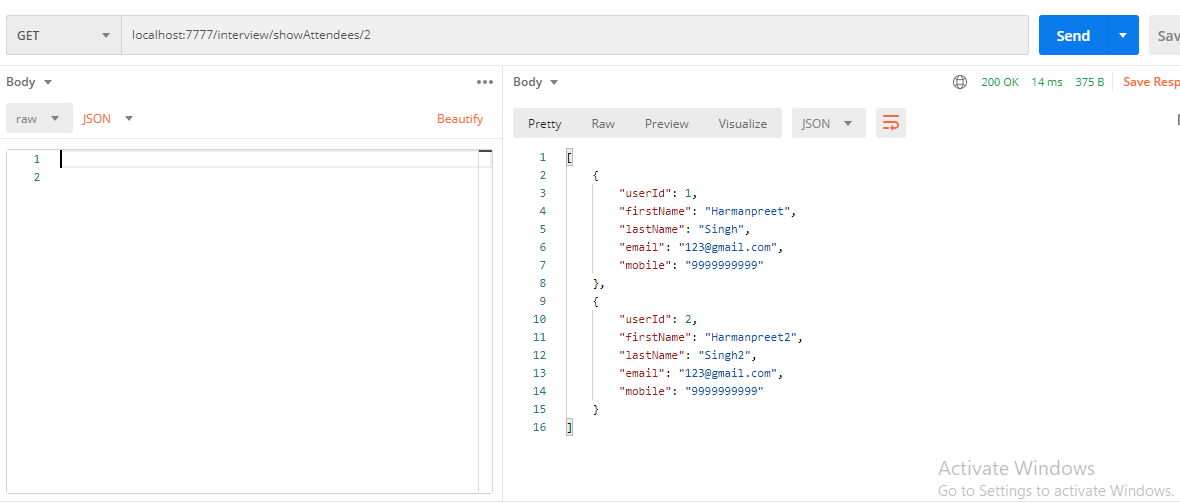 GET localhost:7777/interview/showAttendees/2 Send Sav
Body Body 200 OK 14 ms 375 B Save Resp
raw JSON Beautify Pretty Raw Preview Visualize JSON
1
2
1 [
2 {
3 "userId": 1,
4 "firstName": "Harmanpreet",
5 "lastName": "Singh",
6 "email": "123@gmail.com",
7 "mobile": "9999999999"
8 },
9 {
10 "userId": 2,
11 "firstName": "Harmanpreet2",
12 "lastName": "Singh2",
13 "email": "123@gmail.com",
14 "mobile": "9999999999"
15 }
16 ]
Activate Windows
Go to Settings to activate Windows.